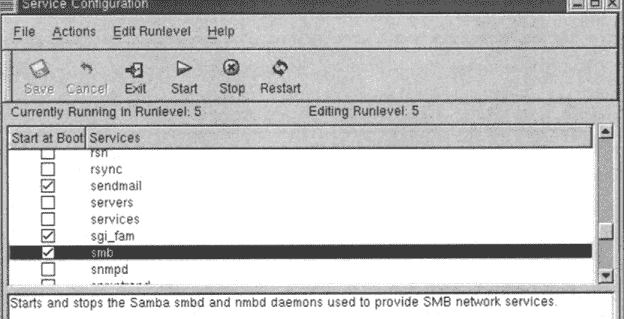 Service Configuration
File Actions Edit Runlevel Help
Save Cancel Exit Start Stop Restart
Currently Running in Runlevel: 5 Editing Runlevel: 5
Start at Boot Services
rsh
rsync
sendmail
servers
services
sgi_fam
smb
snmpd
Starts and stops the Samba smbd and nmbd daemons used to provide SMB network services.